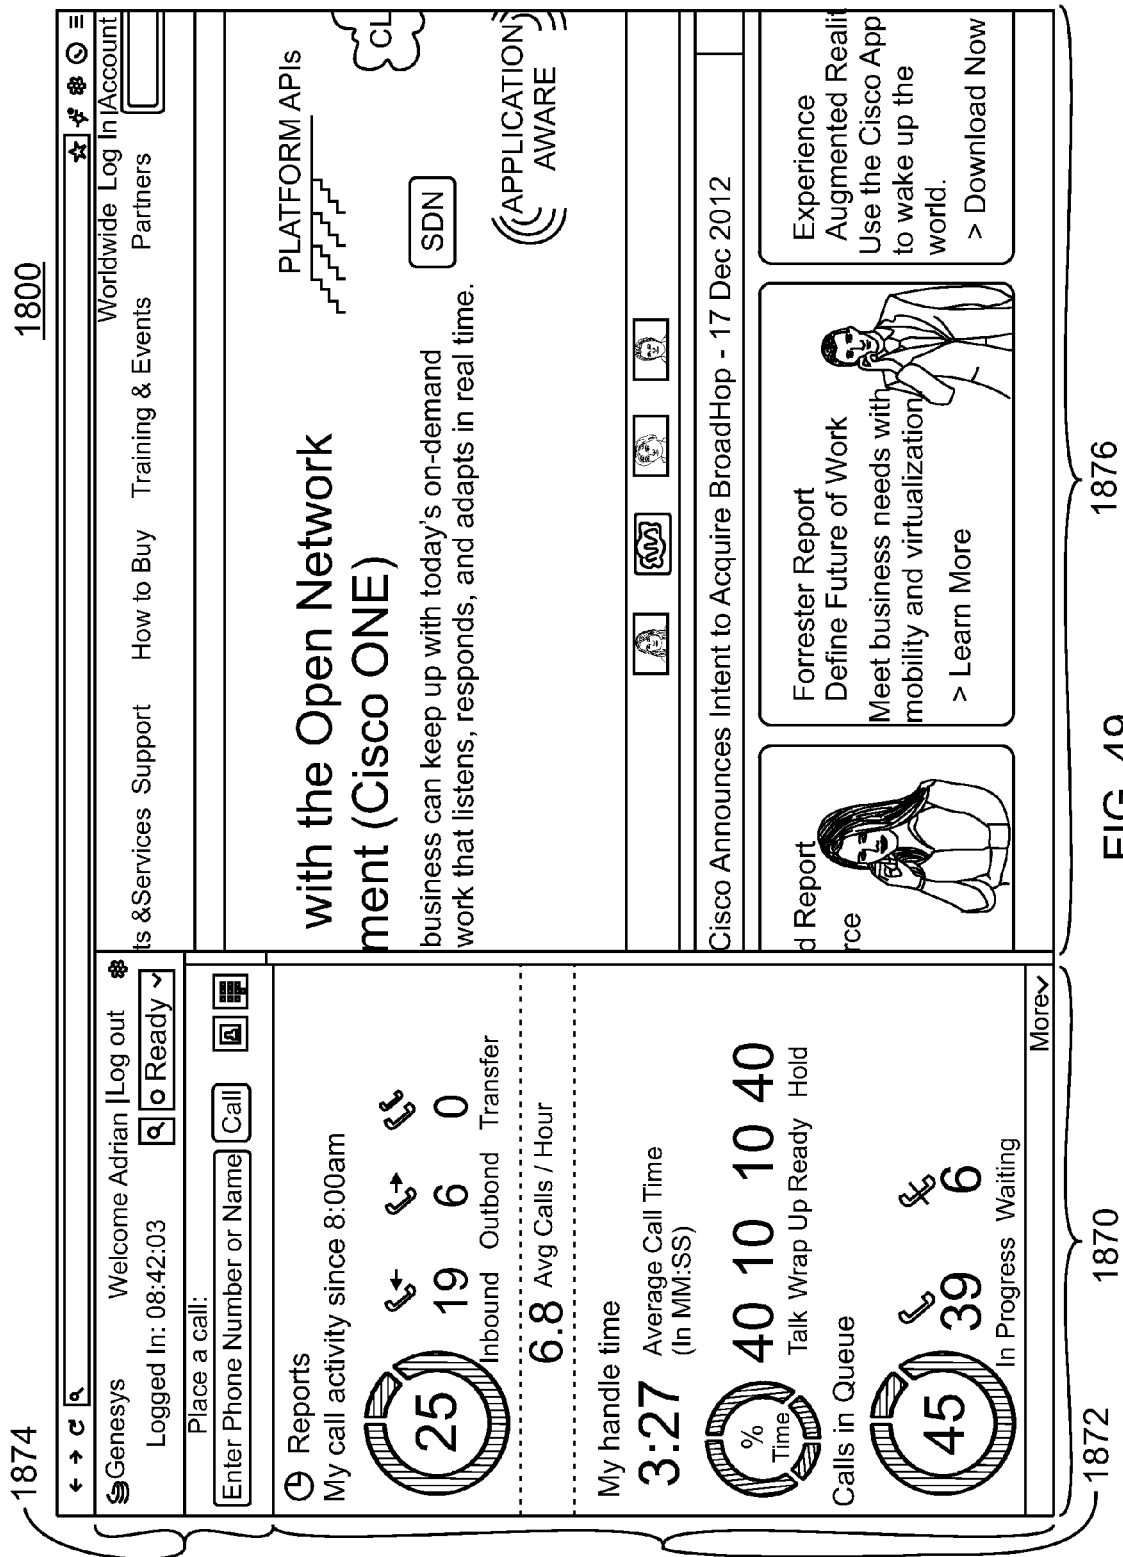 1800
1874
Genesys Welcome Adrian | Log out
Logged In: 08:42:03
Ready
Place a call:
Enter Phone Number or Name Call
Reports
My call activity since 8:00am
25
19 6 0
Inbound Outbond Transfer
6.8 Avg Calls / Hour
My handle time
3:27 Average Call Time
(In MM:SS)
% Time
40 10 10 40
Talk Wrap Up Ready Hold
Calls in Queue
45
39 6
In Progress Waiting
More
Worldwide Log In | Account
ts &Services Support How to Buy Training & Events Partners
with the Open Network
ment (Cisco ONE)
business can keep up with today's on-demand
work that listens, responds, and adapts in real time.
PLATFORM APIs
CL
SDN
APPLICATION
AWARE
Cisco Announces Intent to Acquire BroadHop - 17 Dec 2012
d Report
rce
Forrester Report
Define Future of Work
Meet business needs with
mobility and virtualization
> Learn More
Experience
Augmented Realit
Use the Cisco App
to wake up the
world.
> Download Now
1872
1870
1876
FIG. 49